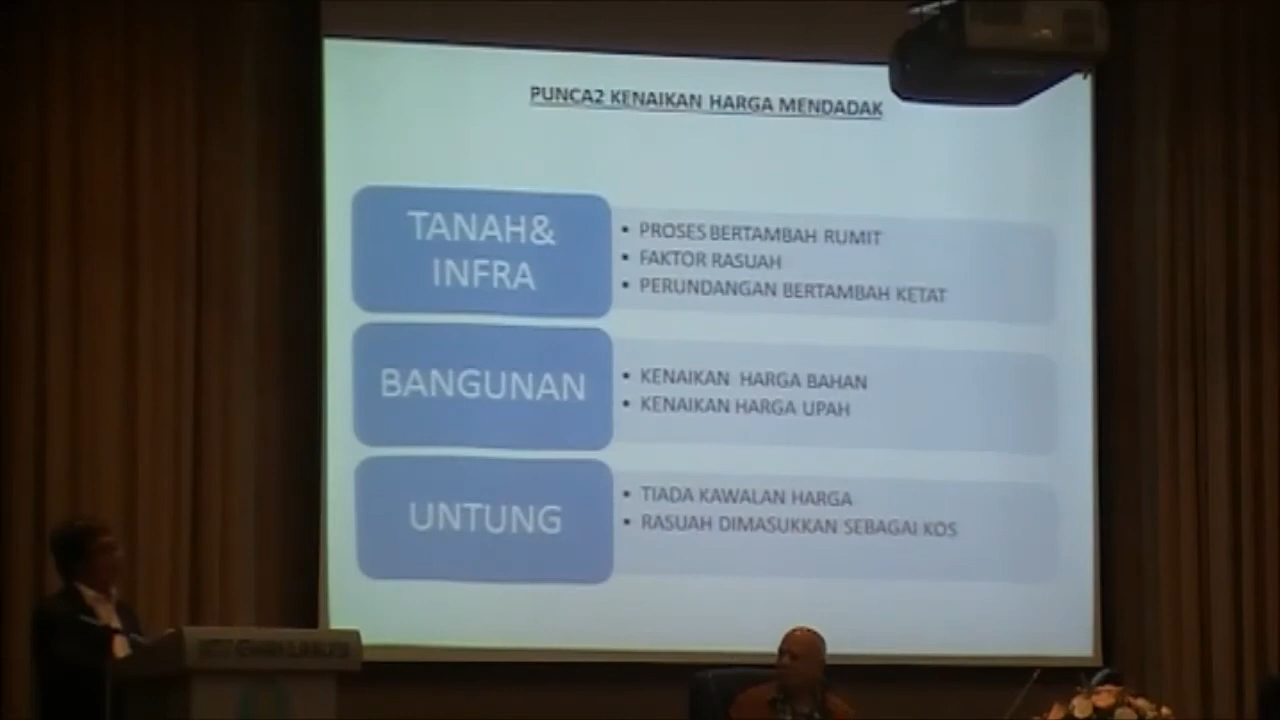 PUNCA2 KENAIKAN HARGA MENDADAK
TANAH&
INFRA
• PROSES BERTAMBAH RUMIT
• FAKTOR RASUAH
• PERUNDANGAN BERTAMBAH KETAT
BANGUNAN
• KENAIKAN HARGA BAHAN
• KENAIKAN HARGA UPAH
UNTUNG
• TIADA KAWALAN HARGA
• RASUAH DIMASUKKAN SEBAGAI KOS